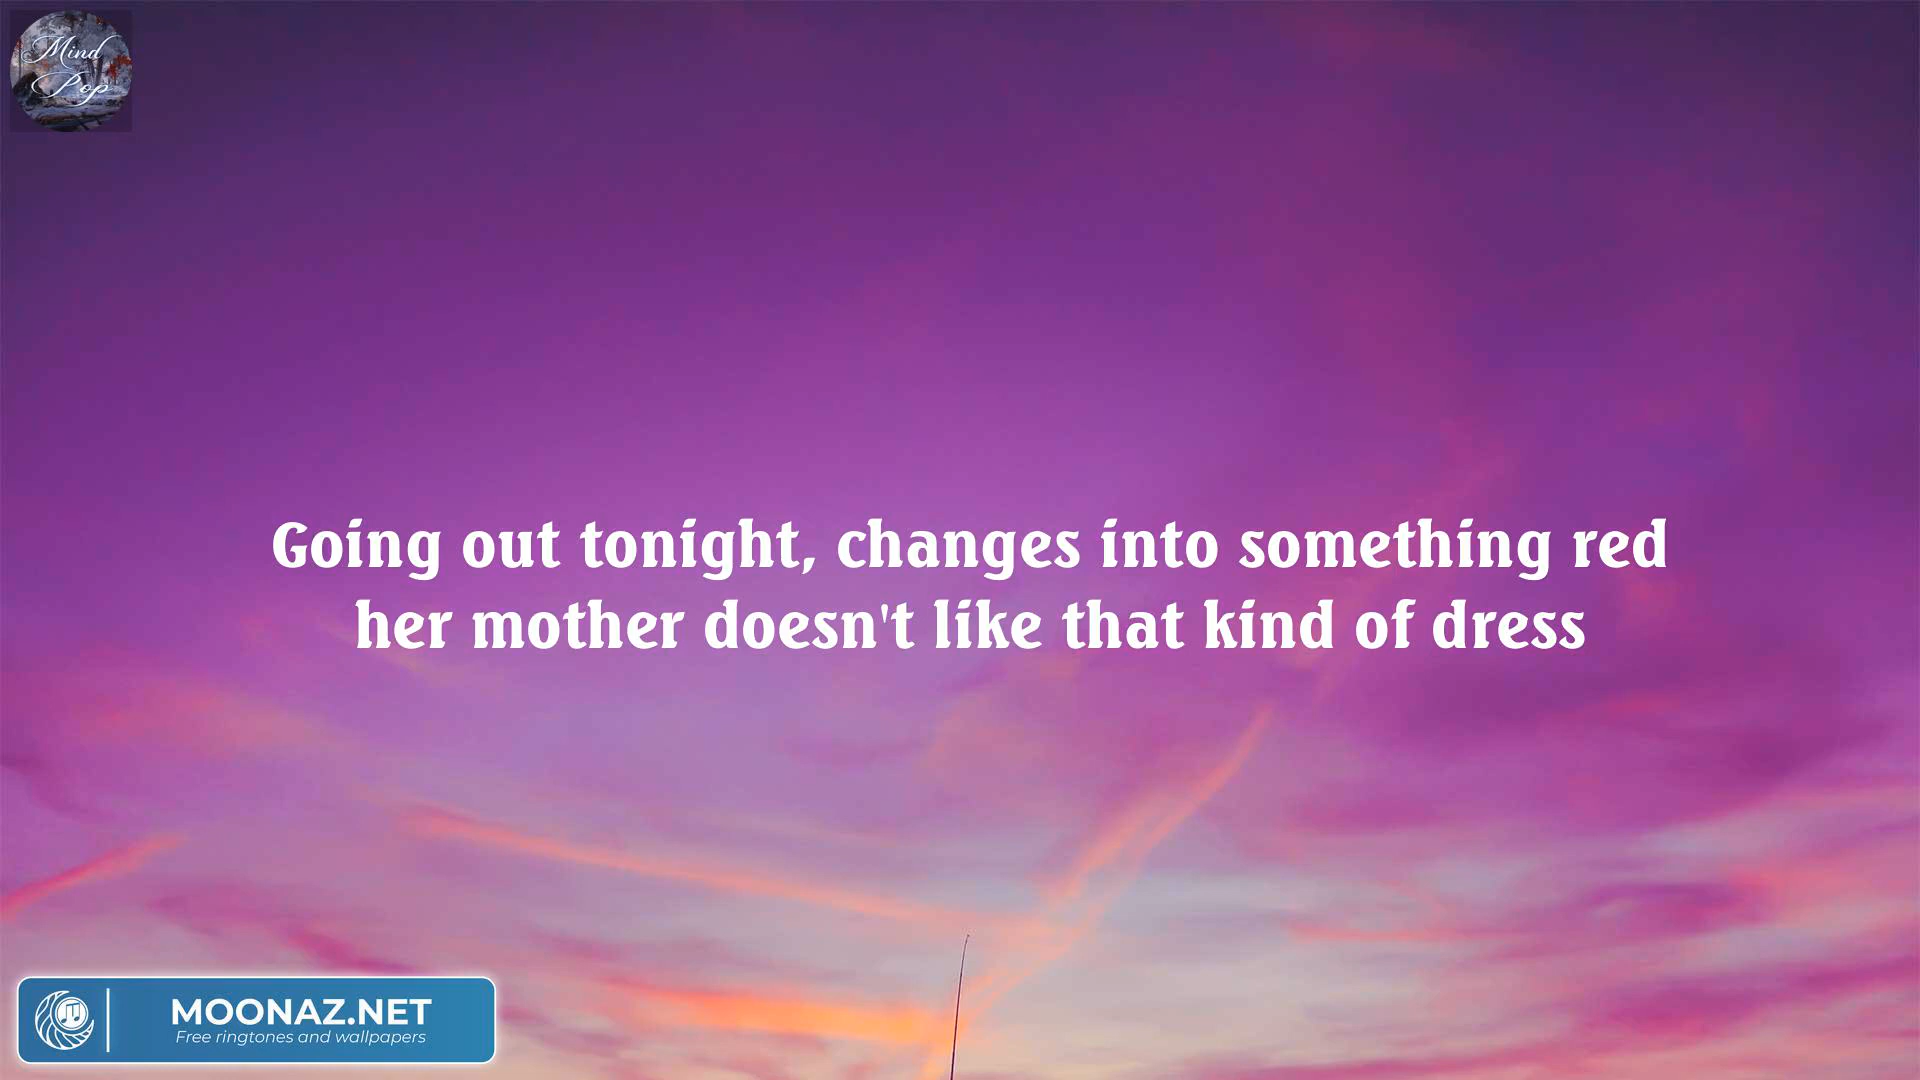 Mind
Pop
Going out tonight, changes into something red
her mother doesn't like that kind of dress
MOONAZ.NET
Free ringtones and wallpapers